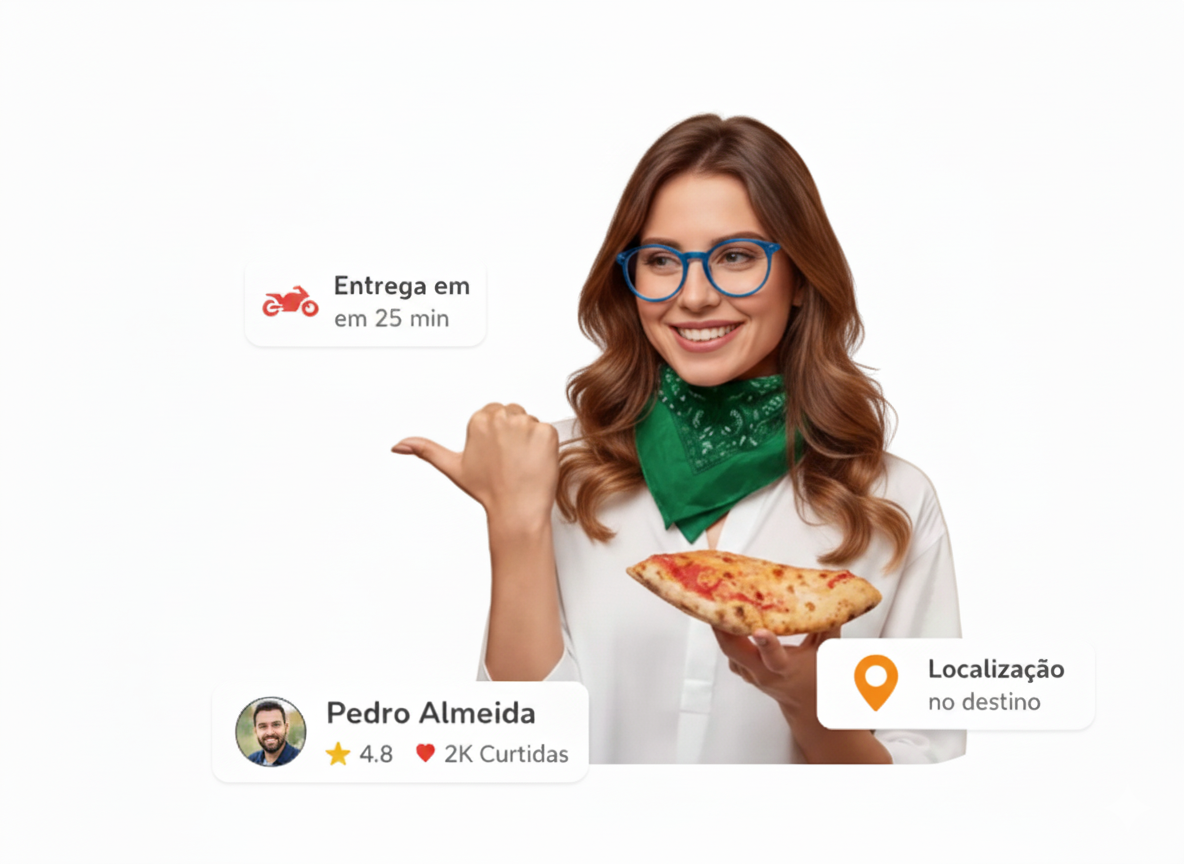 Entrega em
em 25 min
Pedro Almeida
4.8 2K Curtidas
Localização
no destino